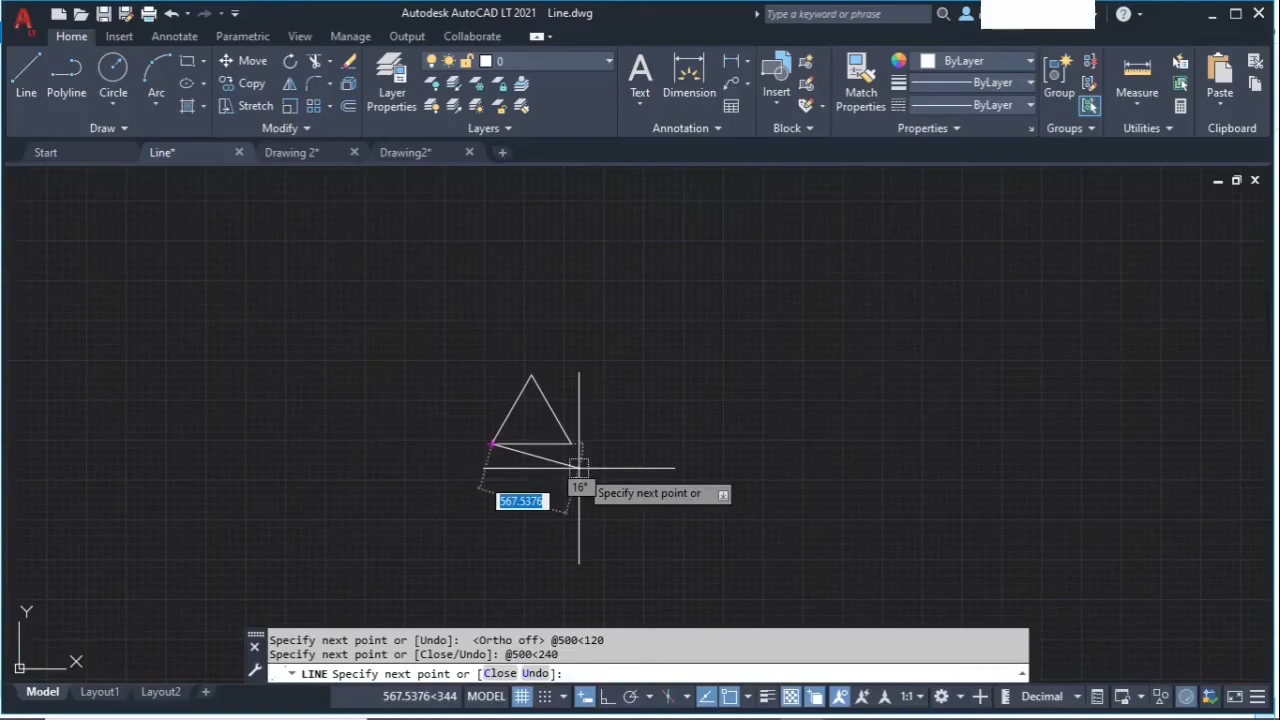 Autodesk AutoCAD LT 2021 Line.dwg
Type a keyword or phrase
LT
Home Insert Annotate Parametric View Manage Output Collaborate
Line Polyline Circle Arc
Move
Copy
Stretch
Layer
Properties
0
A
Text Dimension
Insert
Match
Properties
ByLayer
ByLayer
ByLayer
Group
Measure
Paste
Draw Modify Layers Annotation Block Properties Groups Utilities Clipboard
Start Line* Drawing 2* Drawing2*
16° Specify next point or
567.5376
Y
X
Specify next point or [Undo]: <Ortho off> @500<120
Specify next point or [Close/Undo]: @500<240
LINE Specify next point or [Close Undo]:
Model Layout1 Layout2 + 567.5376<344 MODEL 1:1 Decimal